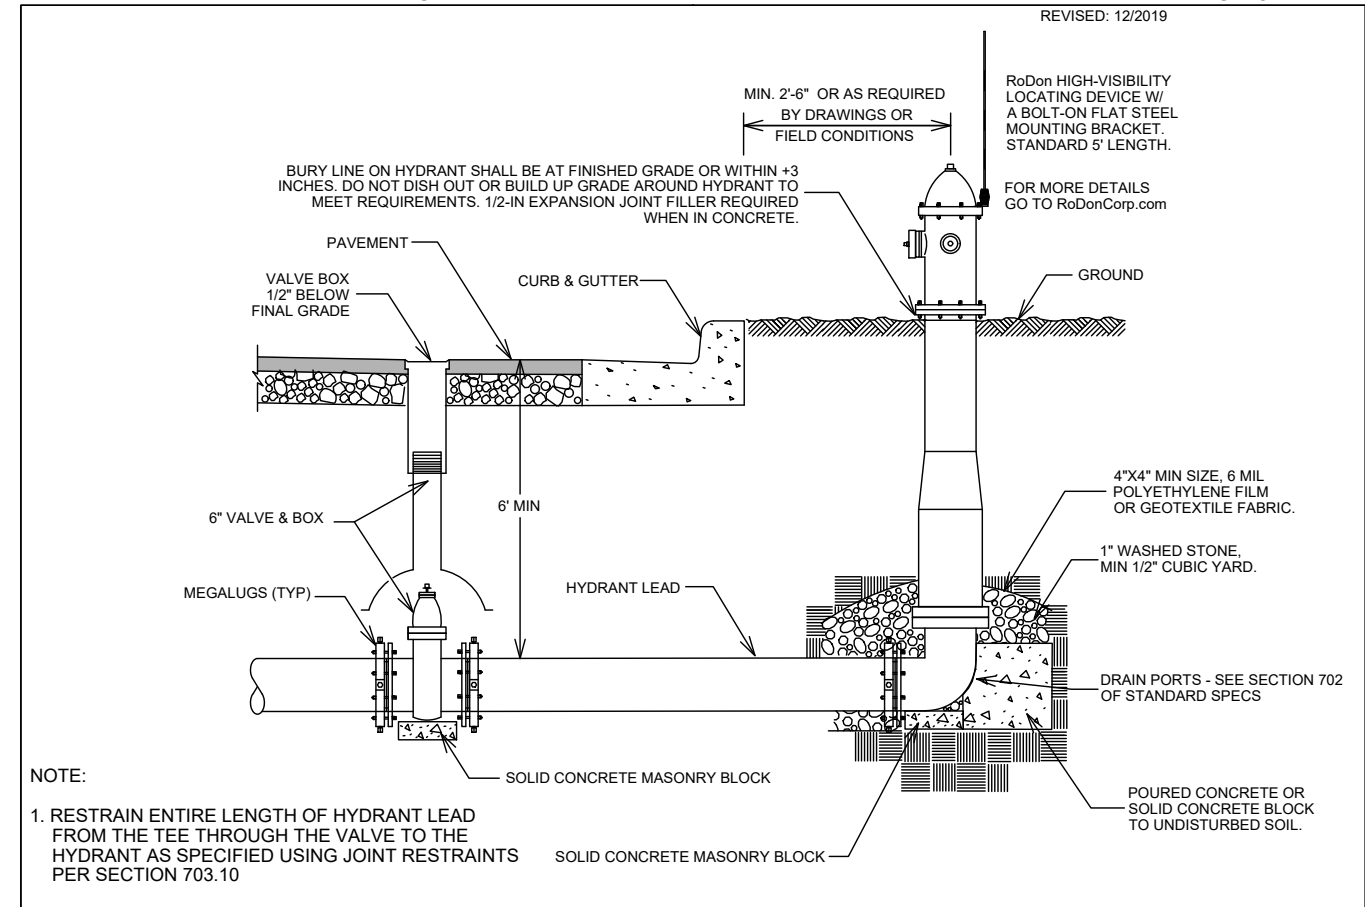 REVISED: 12/2019
MIN. 2'-6" OR AS REQUIRED
BY DRAWINGS OR
FIELD CONDITIONS
RoDon HIGH-VISIBILITY
LOCATING DEVICE W/
A BOLT-ON FLAT STEEL
MOUNTING BRACKET.
STANDARD 5' LENGTH.
FOR MORE DETAILS
GO TO RoDonCorp.com
BURY LINE ON HYDRANT SHALL BE AT FINISHED GRADE OR WITHIN +3
INCHES. DO NOT DISH OUT OR BUILD UP GRADE AROUND HYDRANT TO
MEET REQUIREMENTS. 1/2-IN EXPANSION JOINT FILLER REQUIRED
WHEN IN CONCRETE.
PAVEMENT
VALVE BOX
1/2" BELOW
FINAL GRADE
CURB & GUTTER
GROUND
6' MIN
6" VALVE & BOX
4"X4" MIN SIZE, 6 MIL
POLYETHYLENE FILM
OR GEOTEXTILE FABRIC.
1" WASHED STONE,
MIN 1/2" CUBIC YARD.
MEGALUGS (TYP)
HYDRANT LEAD
DRAIN PORTS - SEE SECTION 702
OF STANDARD SPECS
SOLID CONCRETE MASONRY BLOCK
POURED CONCRETE OR
SOLID CONCRETE BLOCK
TO UNDISTURBED SOIL.
SOLID CONCRETE MASONRY BLOCK
NOTE:
1. RESTRAIN ENTIRE LENGTH OF HYDRANT LEAD
FROM THE TEE THROUGH THE VALVE TO THE
HYDRANT AS SPECIFIED USING JOINT RESTRAINTS
PER SECTION 703.10